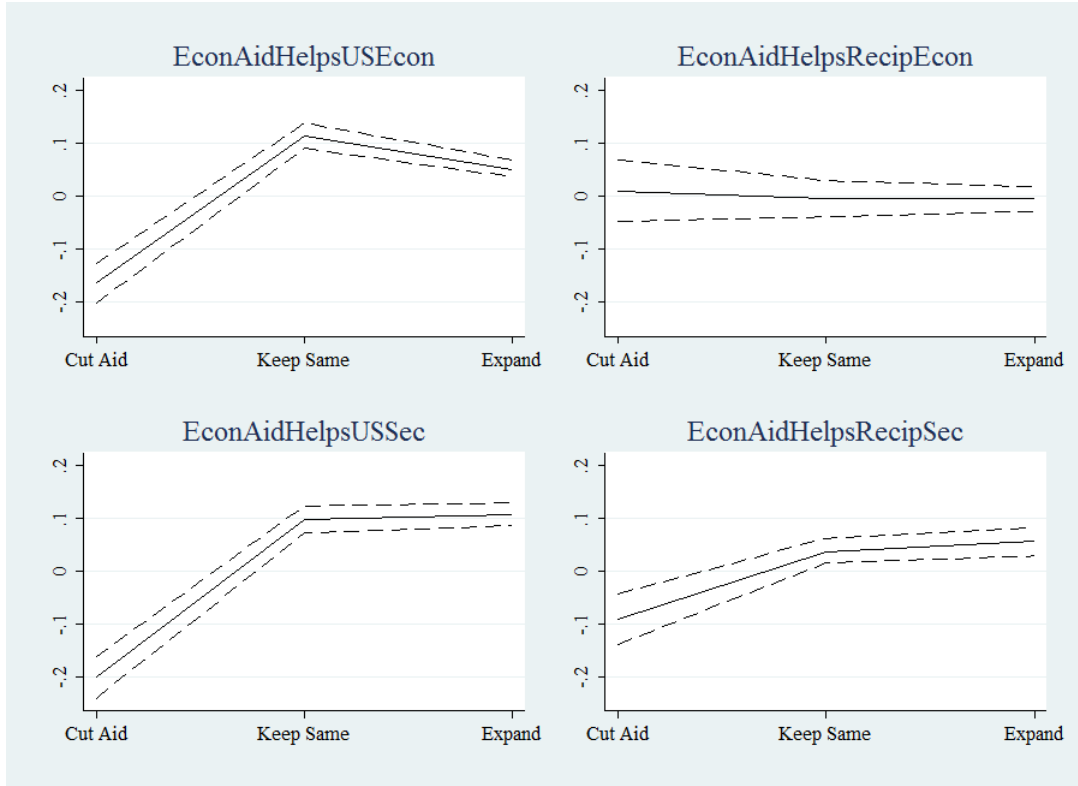 EconAidHelpsUSEcon
.2
.1
0
-.1
-.2
Cut Aid Keep Same Expand
EconAidHelpsRecipEcon
.2
.1
0
-.1
-.2
Cut Aid Keep Same Expand
EconAidHelpsUSSec
.2
.1
0
-.1
-.2
Cut Aid Keep Same Expand
EconAidHelpsRecipSec
.2
.1
0
-.1
-.2
Cut Aid Keep Same Expand